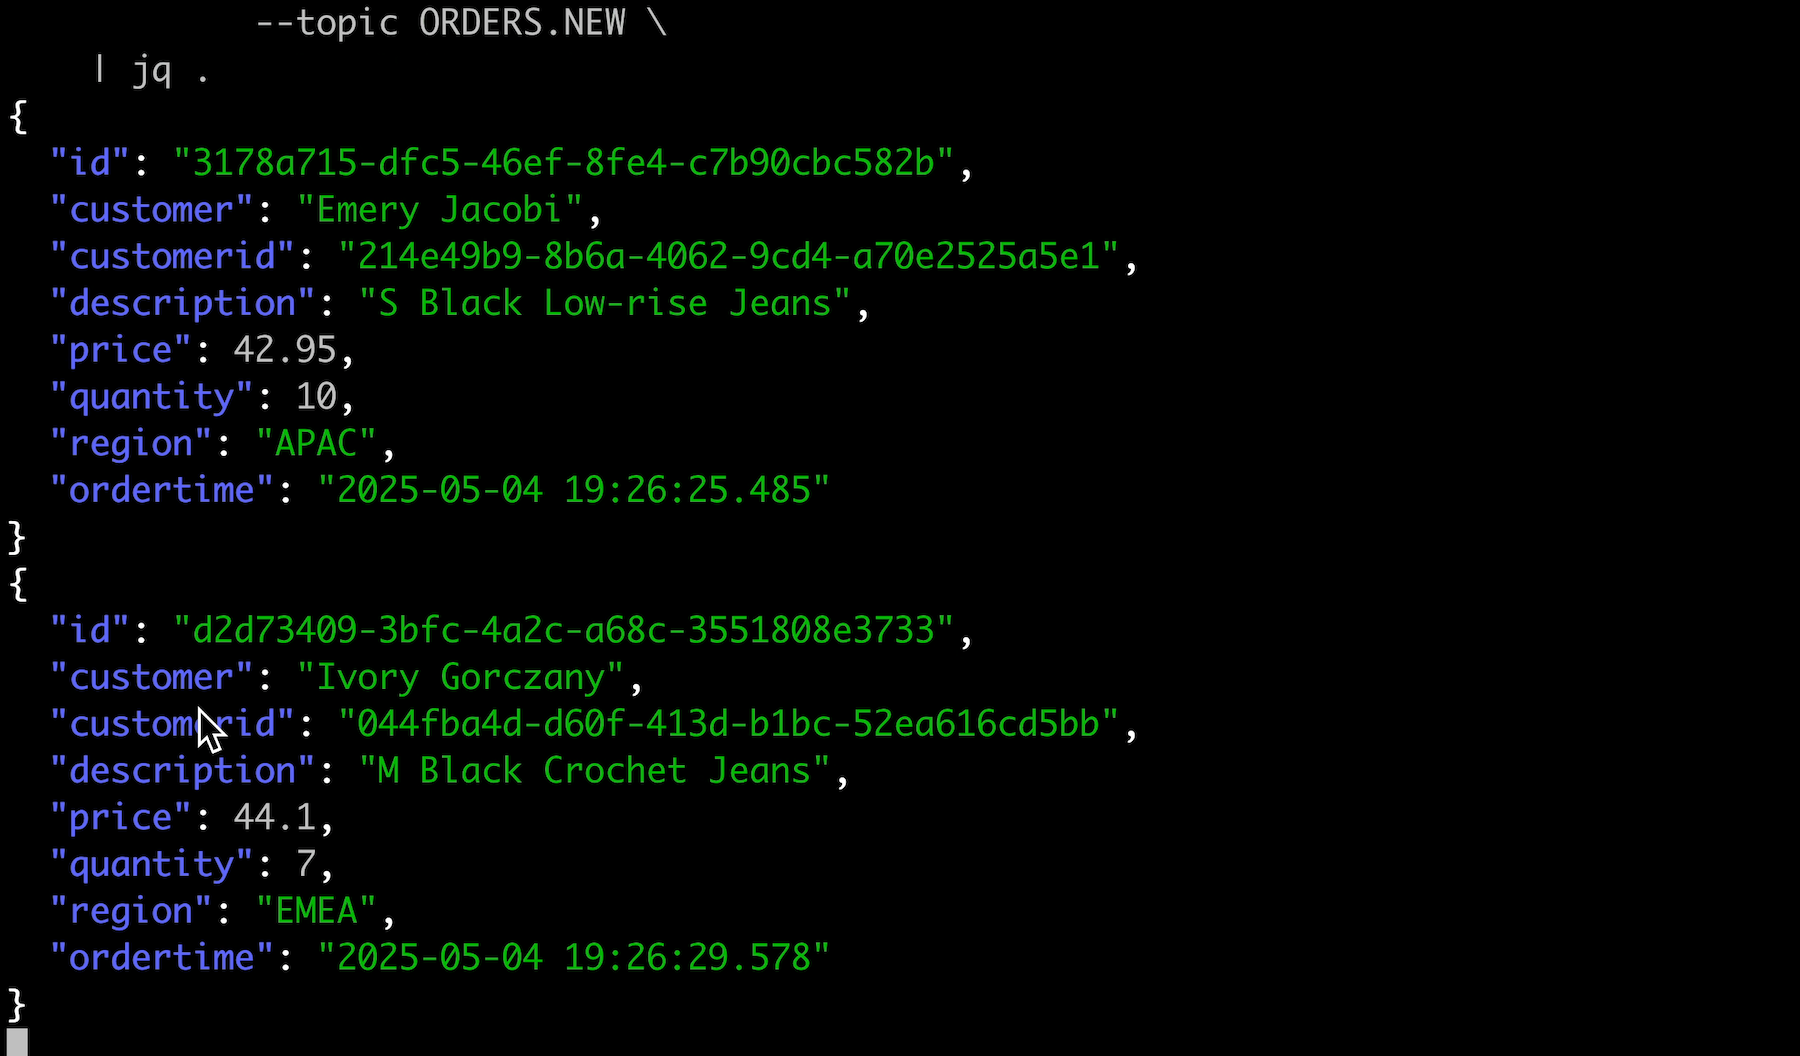 --topic ORDERS.NEW \
| jq .
{
"id": "3178a715-dfc5-46ef-8fe4-c7b90cbc582b",
"customer": "Emery Jacobi",
"customerid": "214e49b9-8b6a-4062-9cd4-a70e2525a5e1",
"description": "S Black Low-rise Jeans",
"price": 42.95,
"quantity": 10,
"region": "APAC",
"ordertime": "2025-05-04 19:26:25.485"
}
{
"id": "d2d73409-3bfc-4a2c-a68c-3551808e3733",
"customer": "Ivory Gorczany",
"customerid": "044fba4d-d60f-413d-b1bc-52ea616cd5bb",
"description": "M Black Crochet Jeans",
"price": 44.1,
"quantity": 7,
"region": "EMEA",
"ordertime": "2025-05-04 19:26:29.578"
}